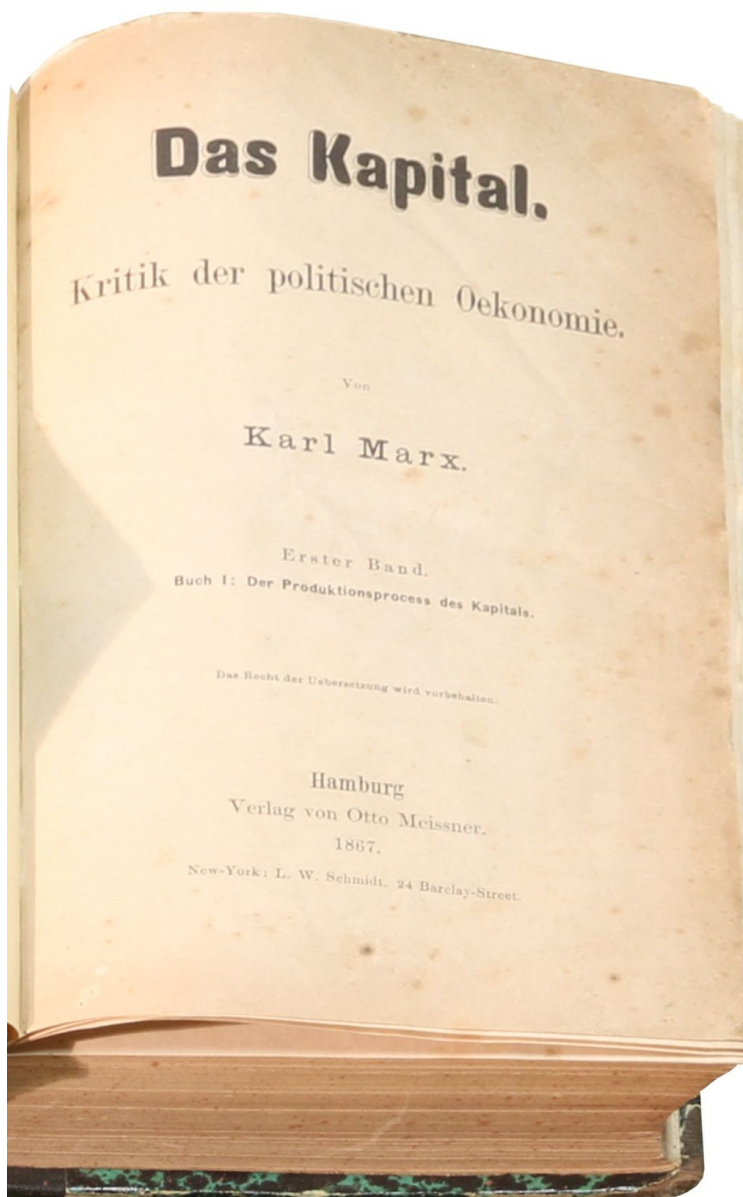 Das Kapital.
Kritik der politischen Oekonomie.
Von
Karl Marx.
Erster Band.
Buch I: Der Produktionsprocess des Kapitals.
Das Recht der Uebersetzung wird vorbehalten.
Hamburg
Verlag von Otto Meissner.
1867.
New-York: L. W. Schmidt. 24 Barclay-Street.